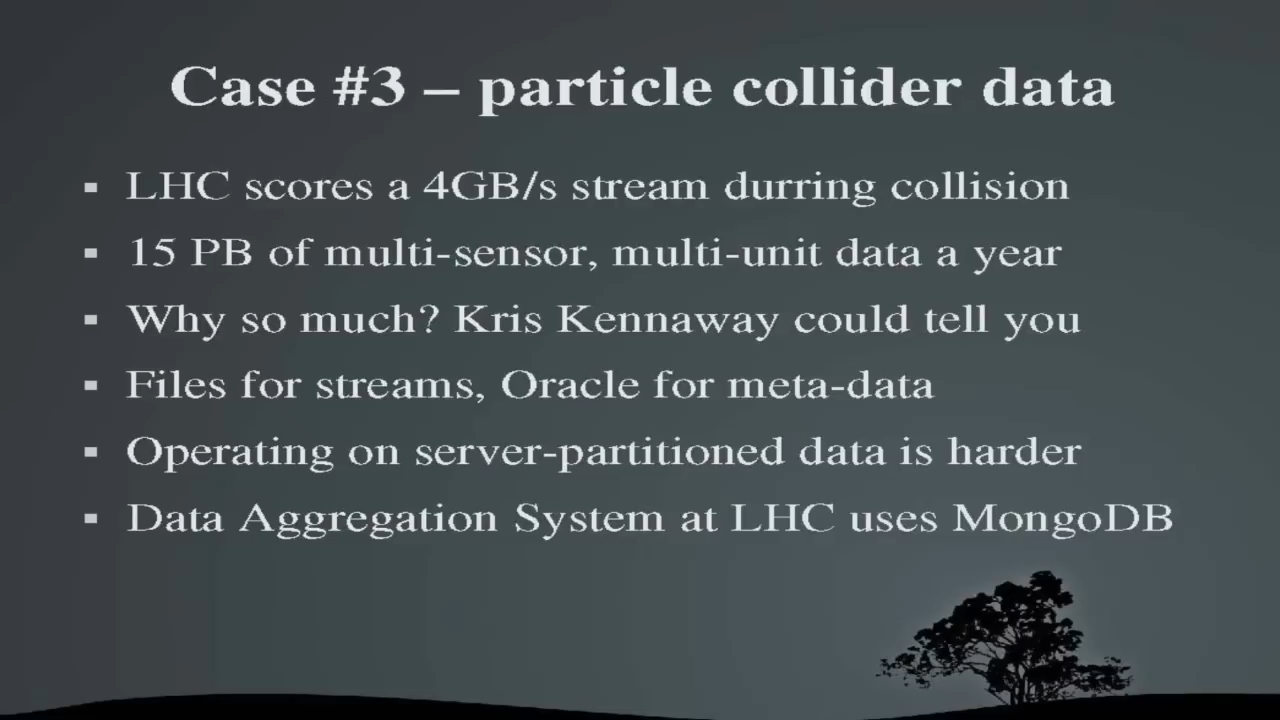 Case #3 – particle collider data
▪ LHC scores a 4GB/s stream durring collision
▪ 15 PB of multi-sensor, multi-unit data a year
▪ Why so much? Kris Kennaway could tell you
▪ Files for streams, Oracle for meta-data
▪ Operating on server-partitioned data is harder
▪ Data Aggregation System at LHC uses MongoDB